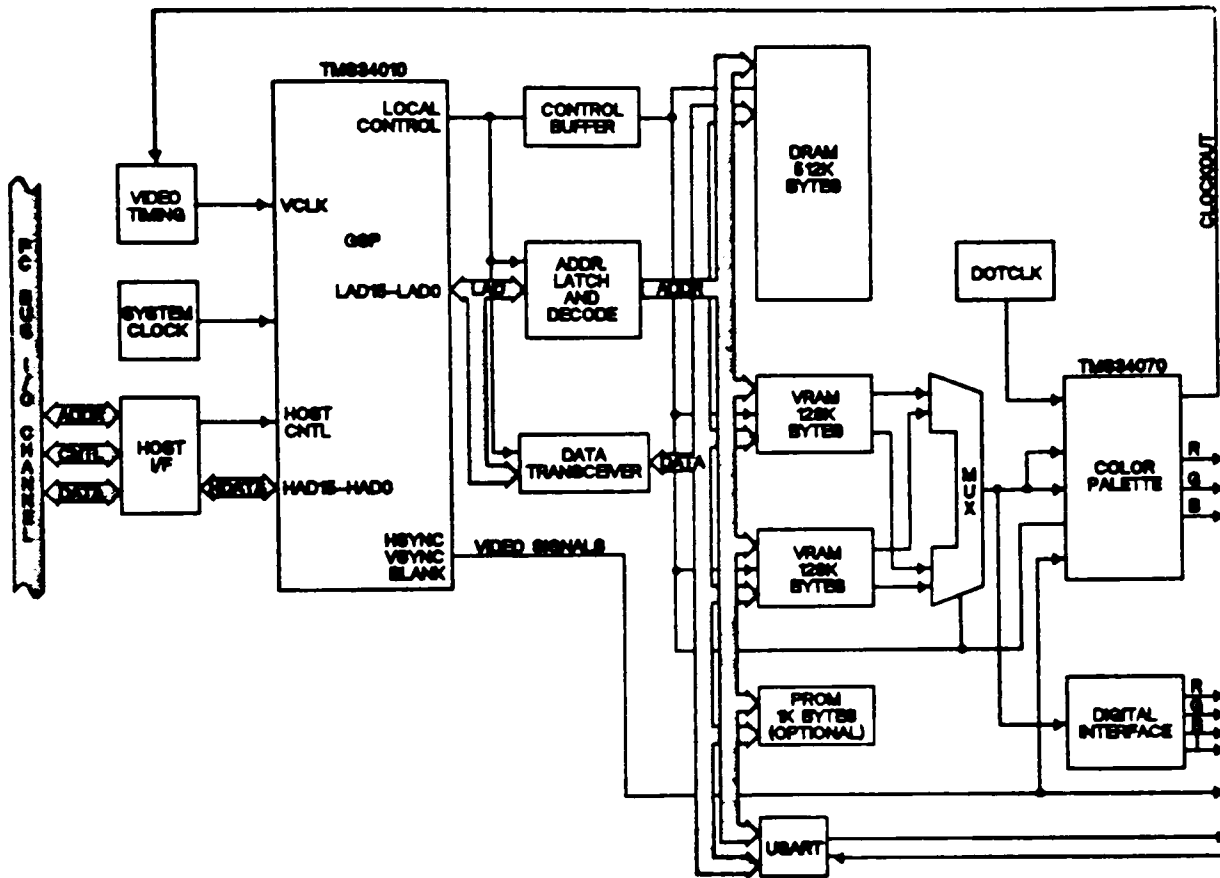 TMS34010
LOCAL
CONTROL
CONTROL
BUFFER
DRAM
512K
BYTES
CLOCKOUT
VIDEO
TIMING
VCLK
GSP
PC BUS I/O CHANNEL
ADDR.
LATCH
AND
DECODE
LAD15-LAD0
LAD
ADDR
DOTCLK
SYSTEM
CLOCK
TMS34070
ADDR
CNTL
DATA
HOST
I/F
HOST
CNTL
HDATA
HAD15-HAD0
DATA
TRANSCEIVER
DATA
VRAM
128K
BYTES
MUX
COLOR
PALETTE
R
G
B
HSYNC
VSYNC
BLANK
VIDEO SIGNALS
VRAM
128K
BYTES
PROM
1K BYTES
(OPTIONAL)
DIGITAL
INTERFACE
R
G
B
I
USART